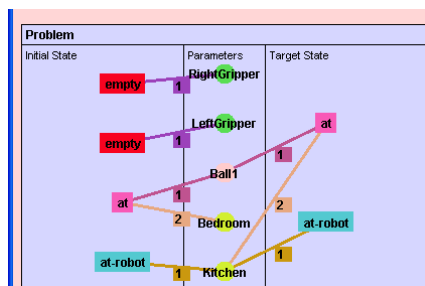 Problem
Initial State
Parameters
Target State
RightGripper
empty
1
LeftGripper
at
empty
1
1
Ball1
1
at
2
2
Bedroom
at-robot
at-robot
1
Kitchen
1